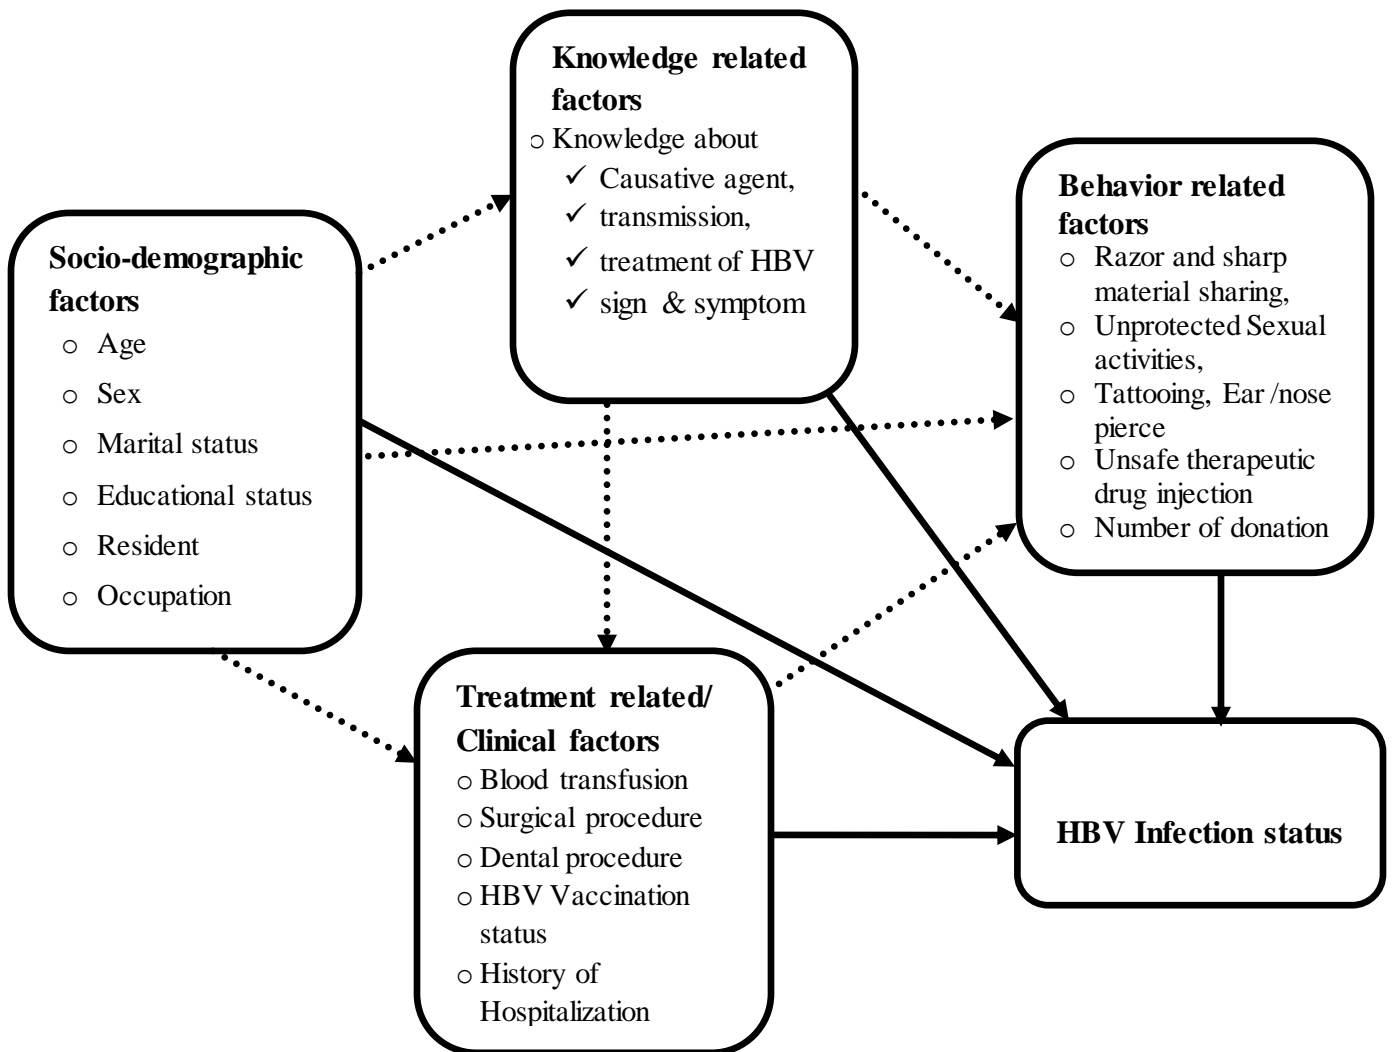 Knowledge related
factors
○ Knowledge about
✓ Causative agent,
✓ transmission,
✓ treatment of HBV
✓ sign & symptom
Socio-demographic
factors
○ Age
○ Sex
○ Marital status
○ Educational status
○ Resident
○ Occupation
Behavior related
factors
○ Razor and sharp
material sharing,
○ Unprotected Sexual
activities,
○ Tattooing, Ear /nose
pierce
○ Unsafe therapeutic
drug injection
○ Number of donation
Treatment related/
Clinical factors
○ Blood transfusion
○ Surgical procedure
○ Dental procedure
○ HBV Vaccination
status
○ History of
Hospitalization
HBV Infection status